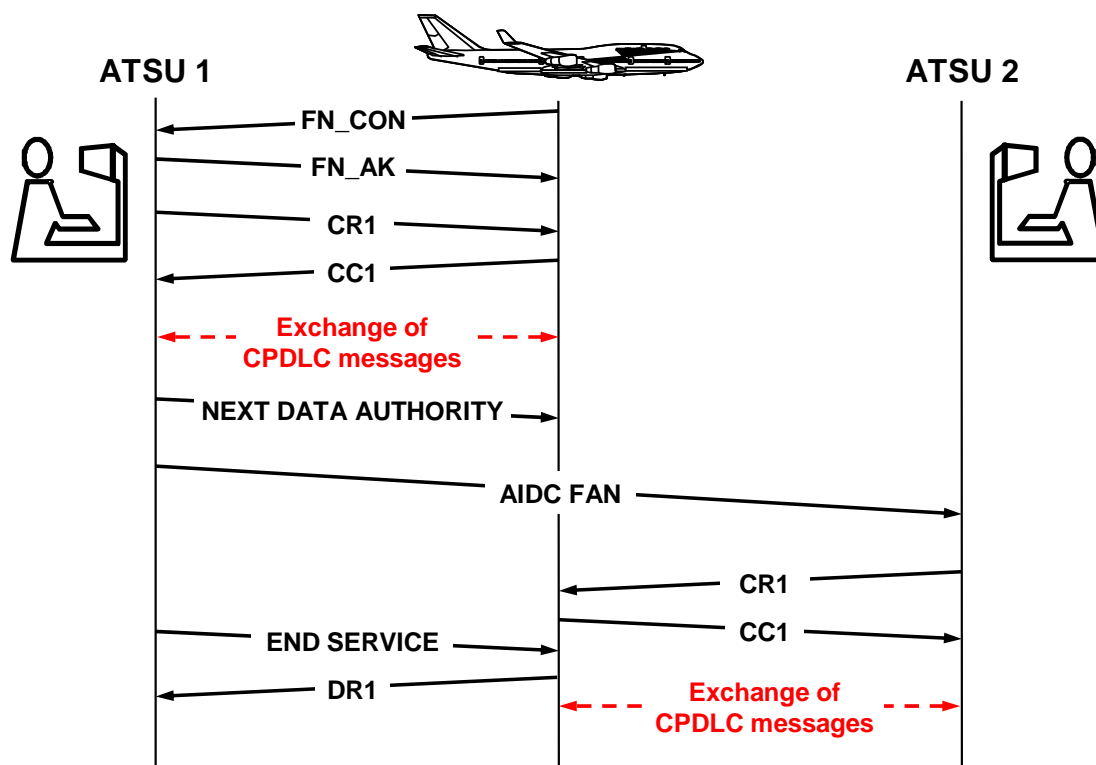 ATSU 1
ATSU 2
FN_CON
FN_AK
CR1
CC1
Exchange of
CPDLC messages
NEXT DATA AUTHORITY
AIDC FAN
CR1
CC1
END SERVICE
DR1
Exchange of
CPDLC messages